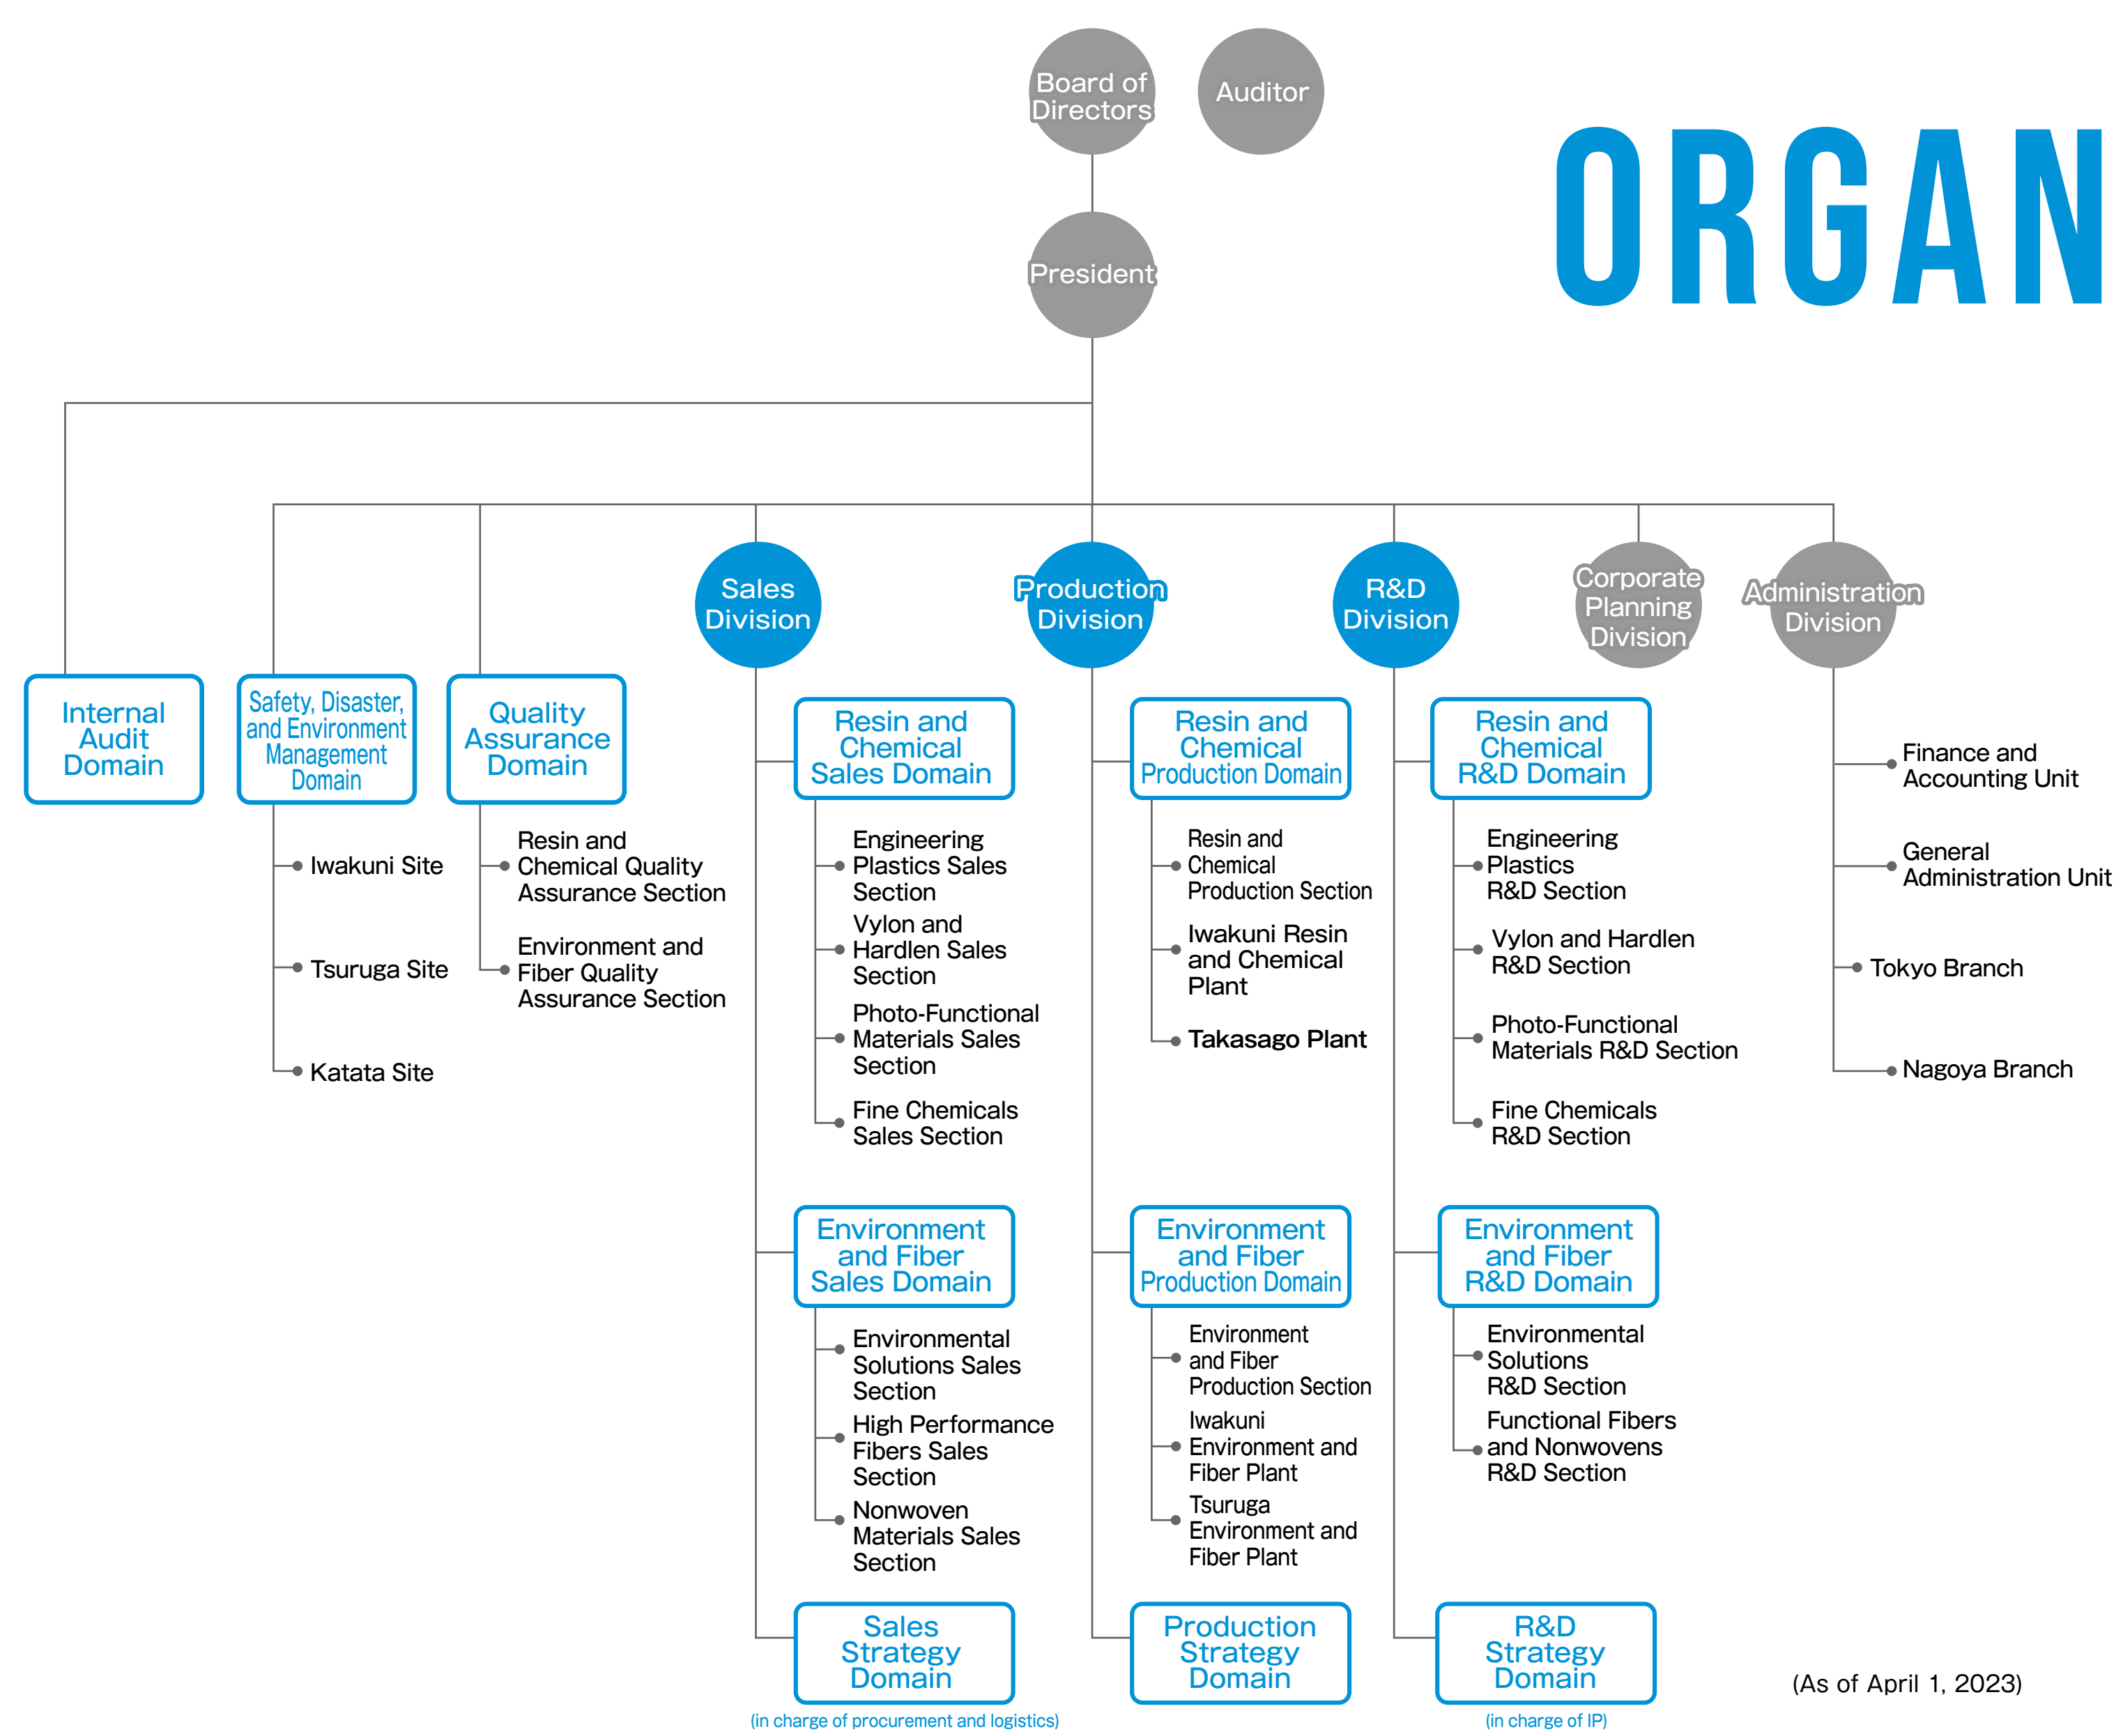 Board of
Directors
Auditor
ORGAN
President
Sales
Division
Production
Division
R&D
Division
Corporate
Planning
Division
Administration
Division
Internal
Audit
Domain
Safety, Disaster,
and Environment
Management
Domain
Iwakuni Site
Tsuruga Site
Katata Site
Quality
Assurance
Domain
Resin and
Chemical Quality
Assurance Section
Environment and
Fiber Quality
Assurance Section
Resin and
Chemical
Sales Domain
Engineering
Plastics Sales
Section
Vylon and
Hardlen Sales
Section
Photo-Functional
Materials Sales
Section
Fine Chemicals
Sales Section
Environment
and Fiber
Sales Domain
Environmental
Solutions Sales
Section
High Performance
Fibers Sales
Section
Nonwoven
Materials Sales
Section
Sales
Strategy
Domain
(in charge of procurement and logistics)
Resin and
Chemical
Production Domain
Resin and
Chemical
Production Section
Iwakuni Resin
and Chemical
Plant
Takasago Plant
Environment
and Fiber
Production Domain
Environment
and Fiber
Production Section
Iwakuni
Environment and
Fiber Plant
Tsuruga
Environment and
Fiber Plant
Production
Strategy
Domain
Resin and
Chemical
R&D Domain
Engineering
Plastics
R&D Section
Vylon and Hardlen
R&D Section
Photo-Functional
Materials R&D Section
Fine Chemicals
R&D Section
Environment
and Fiber
R&D Domain
Environmental
Solutions
R&D Section
Functional Fibers
and Nonwovens
R&D Section
R&D
Strategy
Domain
(in charge of IP)
Finance and
Accounting Unit
General
Administration Unit
Tokyo Branch
Nagoya Branch
(As of April 1, 2023)